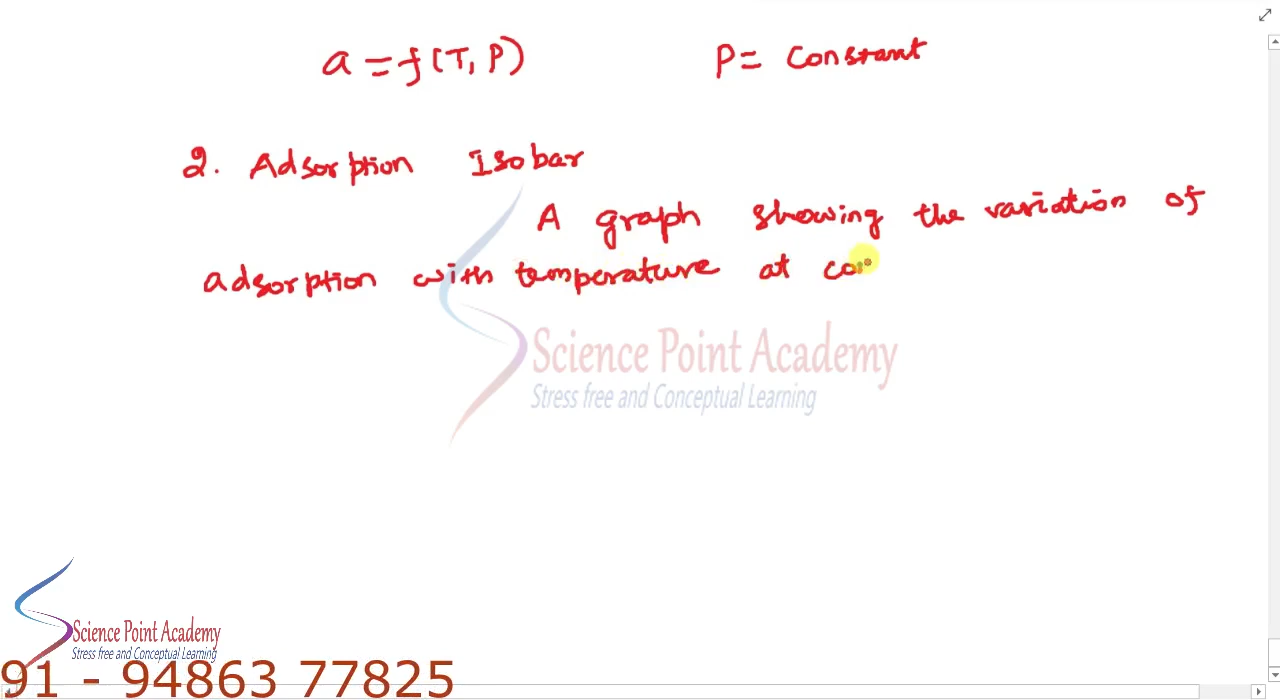 a = f(T, P) P = Constant
2. Adsorption Isobar
A graph showing the variation of
adsorption with temperature at co
Science Point Academy
Stress free and Conceptual Learning
Science Point Academy
Stress free and Conceptual Learning
91 - 94863 77825